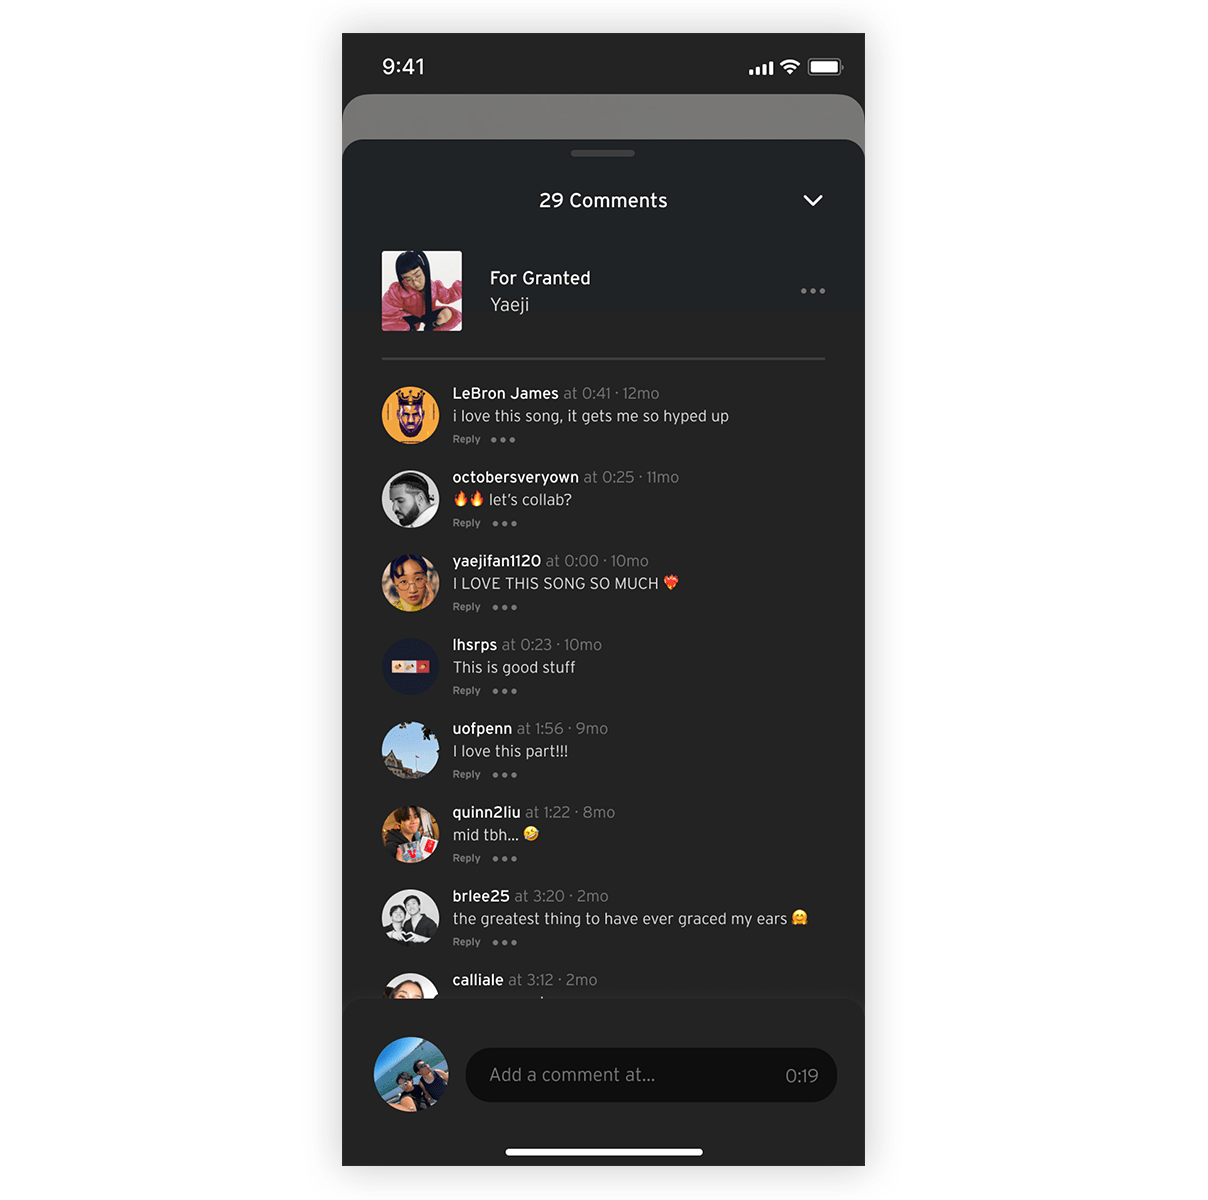 9:41
29 Comments
For Granted
Yaeji
LeBron James at 0:41 · 12mo
i love this song, it gets me so hyped up
Reply
octobersveryown at 0:25 · 11mo
🔥🔥 let's collab?
Reply
yaejifan1120 at 0:00 · 10mo
I LOVE THIS SONG SO MUCH ❤️‍🔥
Reply
lhsrps at 0:23 · 10mo
This is good stuff
Reply
uofpenn at 1:56 · 9mo
I love this part!!!
Reply
quinn2liu at 1:22 · 8mo
mid tbh... 🤣
Reply
brlee25 at 3:20 · 2mo
the greatest thing to have ever graced my ears 🤗
Reply
calliale at 3:12 · 2mo
Add a comment at... 0:19